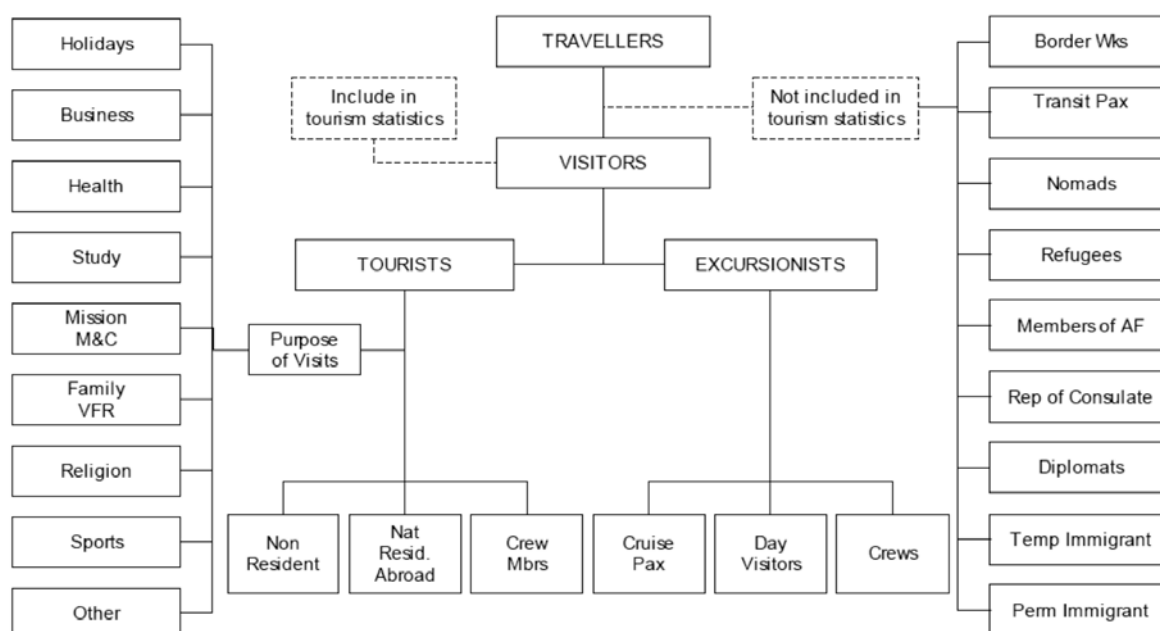 Holidays
Business
Health
Study
Mission
M&C
Family
VFR
Religion
Sports
Other
TRAVELLERS
Include in
tourism statistics
Not included in
tourism statistics
VISITORS
TOURISTS
EXCURSIONISTS
Purpose
of Visits
Non
Resident
Nat
Resid.
Abroad
Crew
Mbrs
Cruise
Pax
Day
Visitors
Crews
Border Wks
Transit Pax
Nomads
Refugees
Members of AF
Rep of Consulate
Diplomats
Temp Immigrant
Perm Immigrant